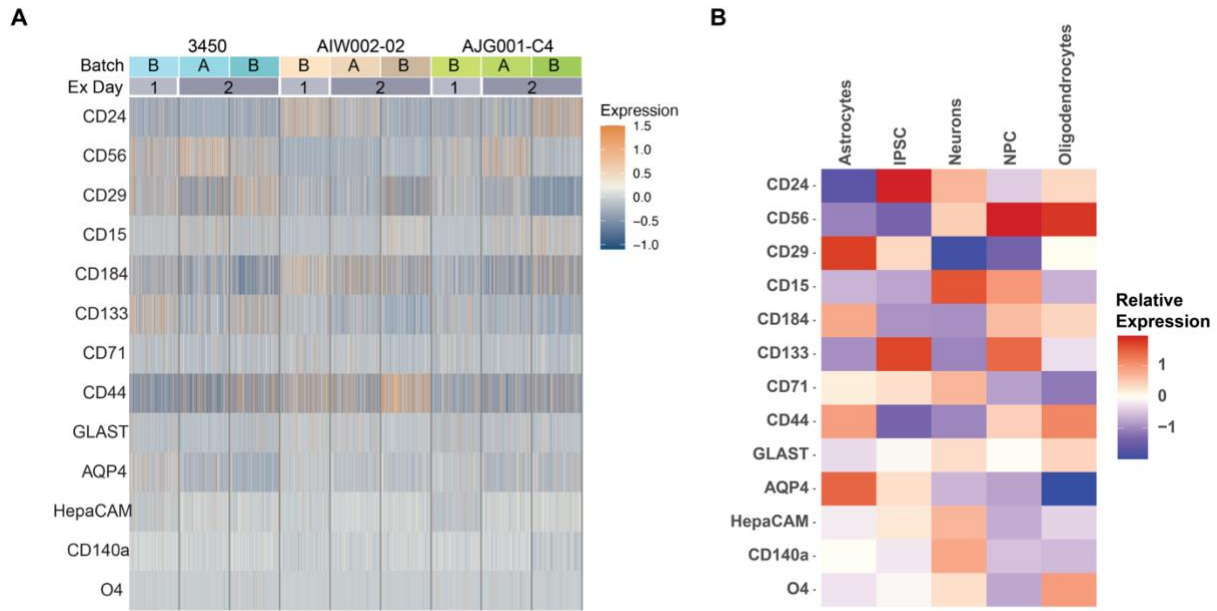 A
3450 AIW002-02 AJG001-C4
Batch B A B B A B B A B
Ex Day 1 2 1 2 1 2
CD24
CD56
CD29
CD15
CD184
CD133
CD71
CD44
GLAST
AQP4
HepaCAM
CD140a
O4
Expression
1.5
1.0
0.5
0.0
−0.5
−1.0
B
Astrocytes
IPSC
Neurons
NPC
Oligodendrocytes
CD24
CD56
CD29
CD15
CD184
CD133
CD71
CD44
GLAST
AQP4
HepaCAM
CD140a
O4
Relative
Expression
1
0
−1